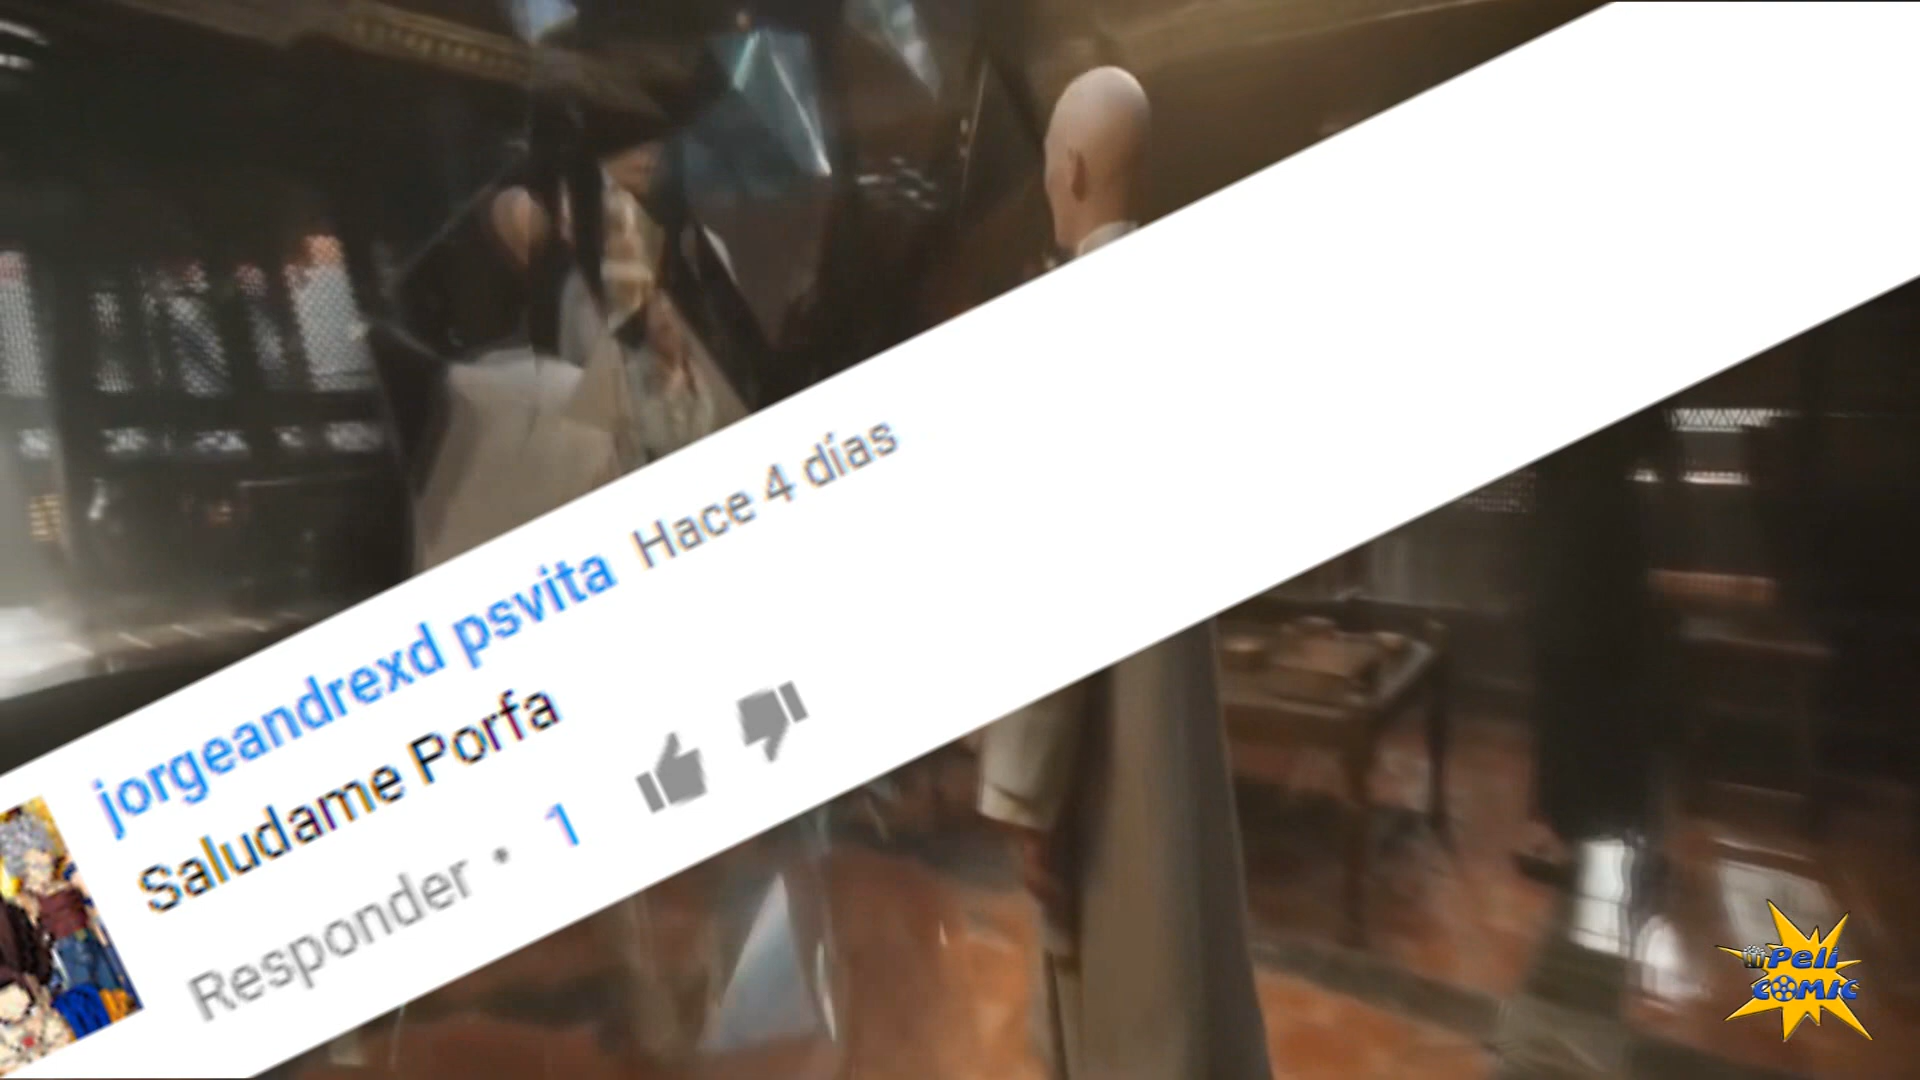 jorgeandrexd psvita Hace 4 días
Saludame Porfa
Responder • 1
Peli
COMIC